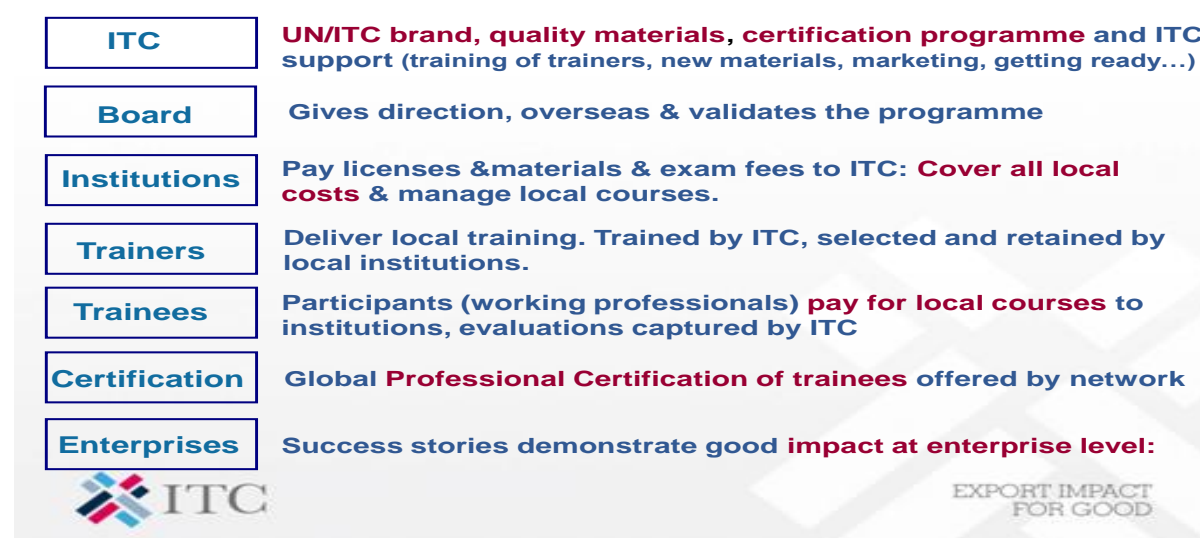 ITC
UN/ITC brand, quality materials, certification programme and ITC
support (training of trainers, new materials, marketing, getting ready…)
Board
Gives direction, overseas & validates the programme
Institutions
Pay licenses &materials & exam fees to ITC: Cover all local
costs & manage local courses.
Trainers
Deliver local training. Trained by ITC, selected and retained by
local institutions.
Trainees
Participants (working professionals) pay for local courses to
institutions, evaluations captured by ITC
Certification
Global Professional Certification of trainees offered by network
Enterprises
Success stories demonstrate good impact at enterprise level:
ITC
EXPORT IMPACT
FOR GOOD